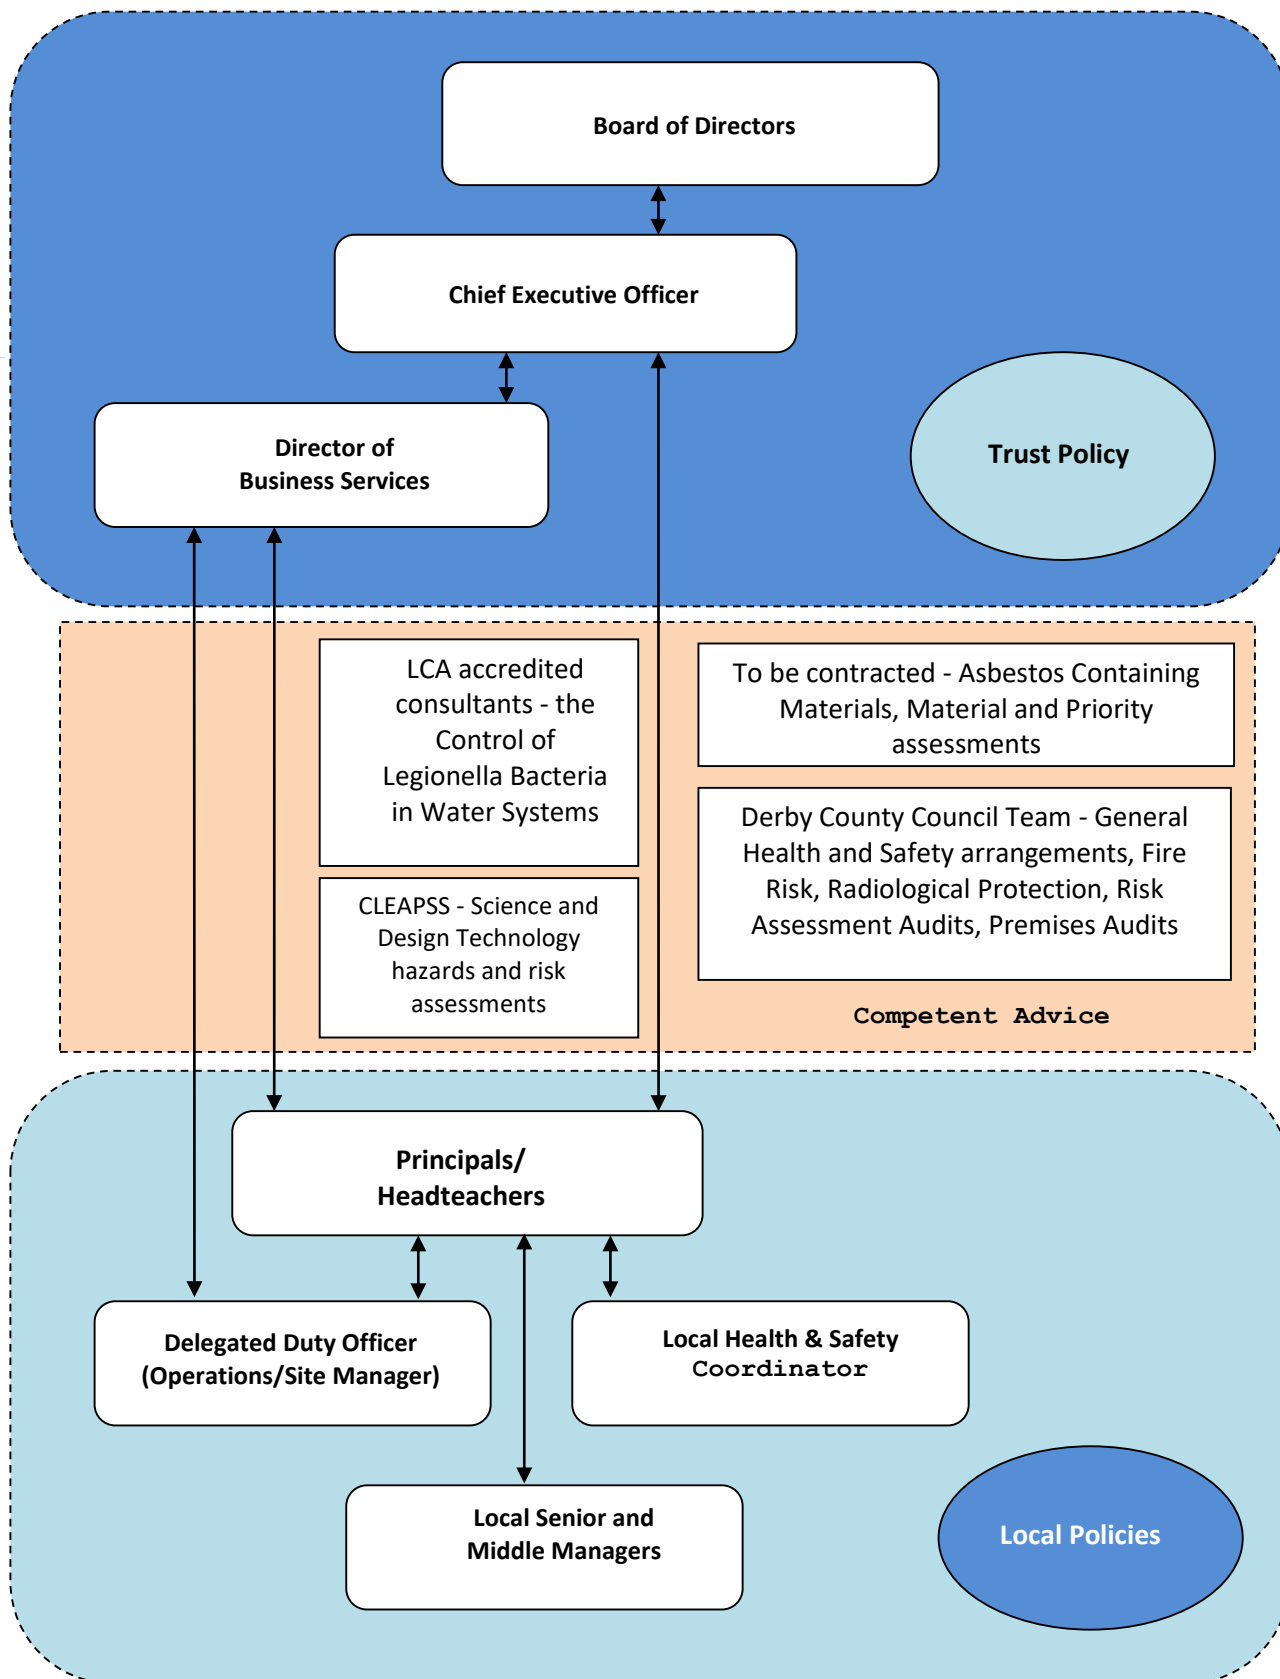 Board of Directors
Chief Executive Officer
Director of
Business Services
Trust Policy
LCA accredited
consultants - the
Control of
Legionella Bacteria
in Water Systems
To be contracted - Asbestos Containing
Materials, Material and Priority
assessments
CLEAPSS - Science and
Design Technology
hazards and risk
assessments
Derby County Council Team - General
Health and Safety arrangements, Fire
Risk, Radiological Protection, Risk
Assessment Audits, Premises Audits
Competent Advice
Principals/
Headteachers
Delegated Duty Officer
(Operations/Site Manager)
Local Health & Safety
Coordinator
Local Senior and
Middle Managers
Local Policies